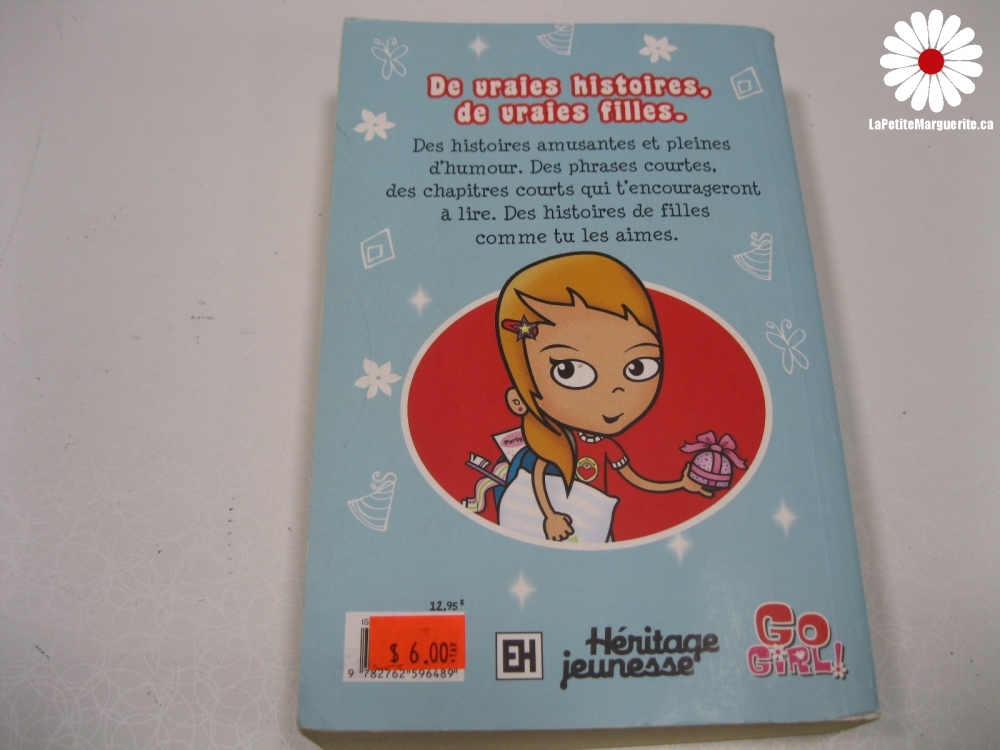 LaPetiteMarguerite.ca
De vraies histoires,
de vraies filles.
Des histoires amusantes et pleines
d'humour. Des phrases courtes,
des chapitres courts qui t'encourageront
à lire. Des histoires de filles
comme tu les aimes.
Party
12,95$
$ 6.00 +TAX
9 782762 596489
EH
Héritage
jeunesse
GO
GIRL!